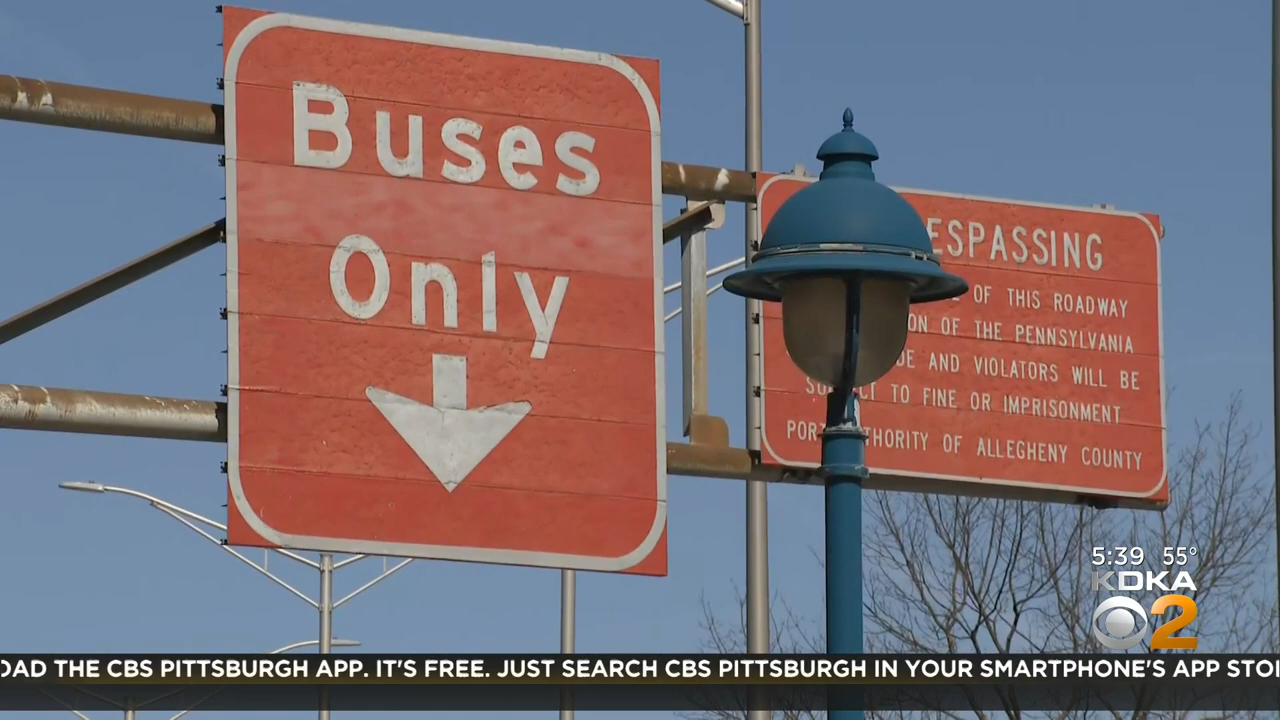 Buses
Only
ESPASSING
OF THIS ROADWAY
ON OF THE PENNSYLVANIA
DE AND VIOLATORS WILL BE
TO FINE OR IMPRISONMENT
PORT THORITY OF ALLEGHENY COUNTY
5:39 55°
KDKA
2
OAD THE CBS PITTSBURGH APP. IT'S FREE. JUST SEARCH CBS PITTSBURGH IN YOUR SMARTPHONE'S APP STO